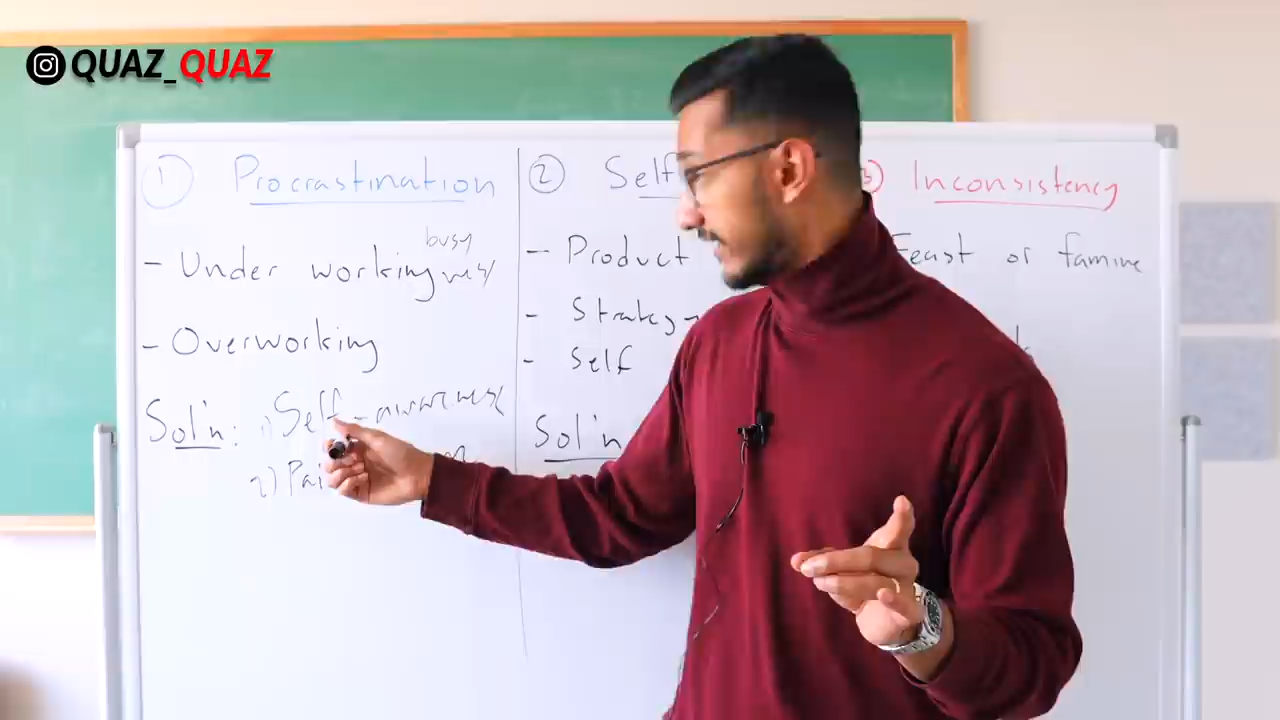 QUAZ_QUAZ
1 Procrastination
- Under working
busy
- Overworking
Sol'n: 1) Self-awareness
2) Pai
2 Self
- Product
- Strategy
- Self
Sol'n
3) Inconsistency
Feast or famine